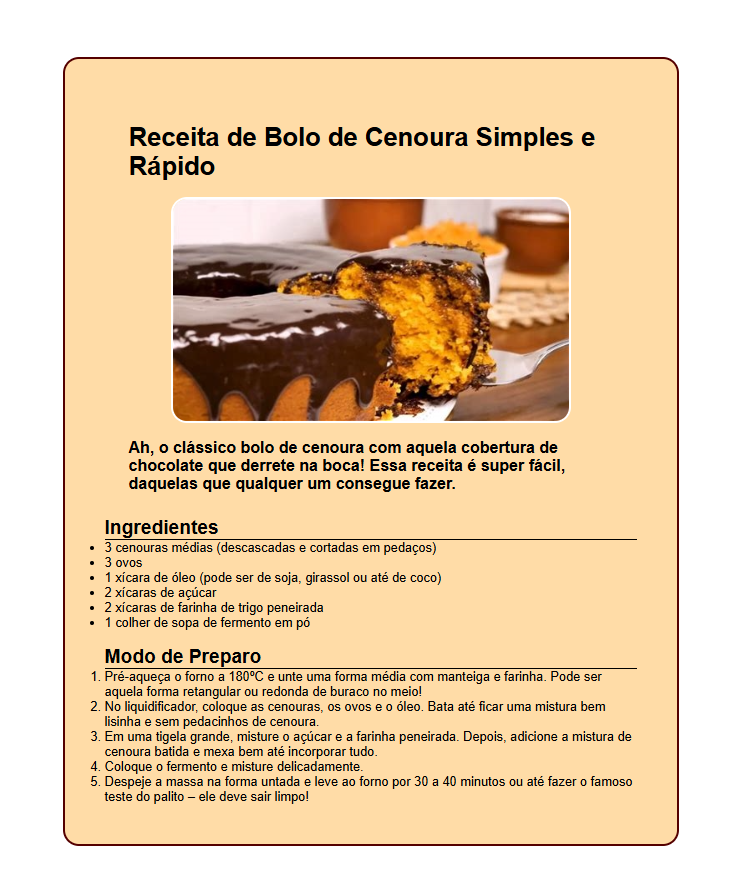 Receita de Bolo de Cenoura Simples e
Rápido
Ah, o clássico bolo de cenoura com aquela cobertura de
chocolate que derrete na boca! Essa receita é super fácil,
daquelas que qualquer um consegue fazer.
Ingredientes
• 3 cenouras médias (descascadas e cortadas em pedaços)
• 3 ovos
• 1 xícara de óleo (pode ser de soja, girassol ou até de coco)
• 2 xícaras de açúcar
• 2 xícaras de farinha de trigo peneirada
• 1 colher de sopa de fermento em pó
Modo de Preparo
1. Pré-aqueça o forno a 180ºC e unte uma forma média com manteiga e farinha. Pode ser
aquela forma retangular ou redonda de buraco no meio!
2. No liquidificador, coloque as cenouras, os ovos e o óleo. Bata até ficar uma mistura bem
lisinha e sem pedacinhos de cenoura.
3. Em uma tigela grande, misture o açúcar e a farinha peneirada. Depois, adicione a mistura de
cenoura batida e mexa bem até incorporar tudo.
4. Coloque o fermento e misture delicadamente.
5. Despeje a massa na forma untada e leve ao forno por 30 a 40 minutos ou até fazer o famoso
teste do palito – ele deve sair limpo!